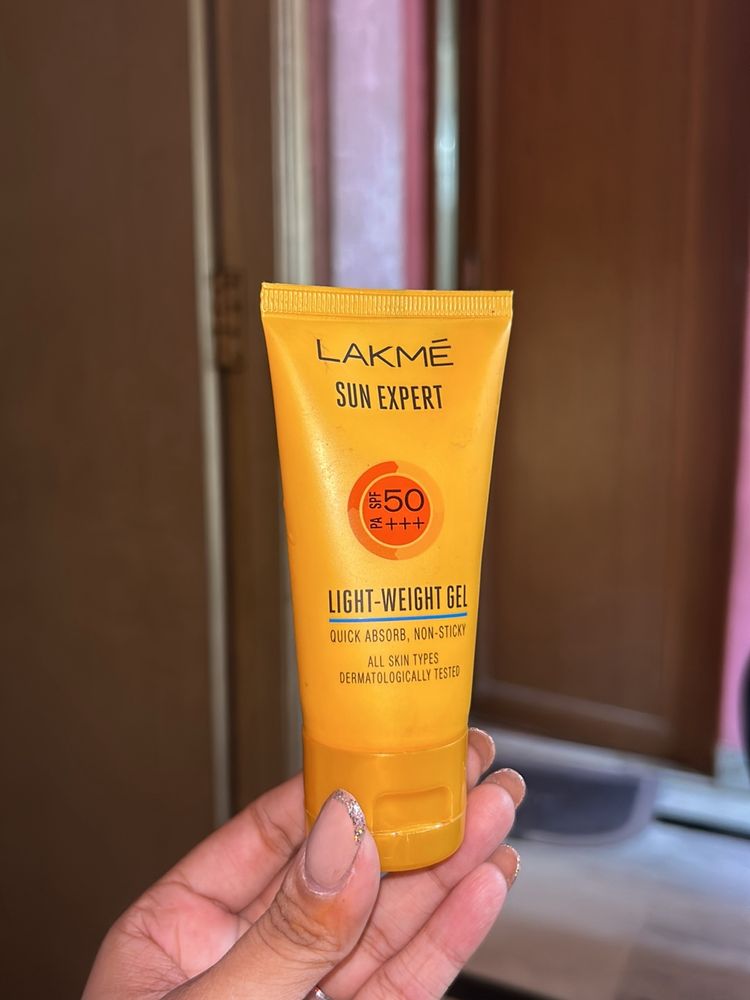 LAKMÉ
SUN EXPERT
SPF 50
PA +++
LIGHT-WEIGHT GEL
QUICK ABSORB, NON-STICKY
ALL SKIN TYPES
DERMATOLOGICALLY TESTED